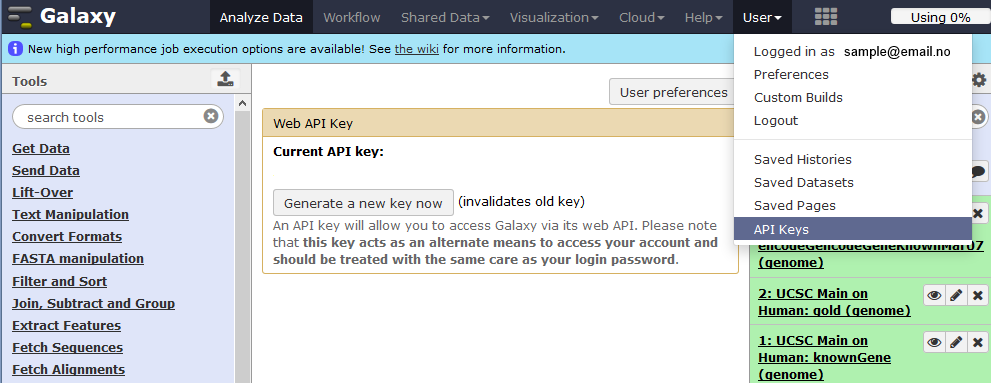 Galaxy
Analyze Data Workflow Shared Data Visualization Cloud Help User Using 0%
New high performance job execution options are available! See the wiki for more information.
Tools
search tools
Get Data
Send Data
Lift-Over
Text Manipulation
Convert Formats
FASTA manipulation
Filter and Sort
Join, Subtract and Group
Extract Features
Fetch Sequences
Fetch Alignments
User preferences
Web API Key
Current API key:
Generate a new key now (invalidates old key)
An API key will allow you to access Galaxy via its web API. Please note
that this key acts as an alternate means to access your account and
should be treated with the same care as your login password.
Logged in as sample@email.no
Preferences
Custom Builds
Logout
Saved Histories
Saved Datasets
Saved Pages
API Keys
(genome)
2: UCSC Main on
Human: gold (genome)
1: UCSC Main on
Human: knownGene
(genome)